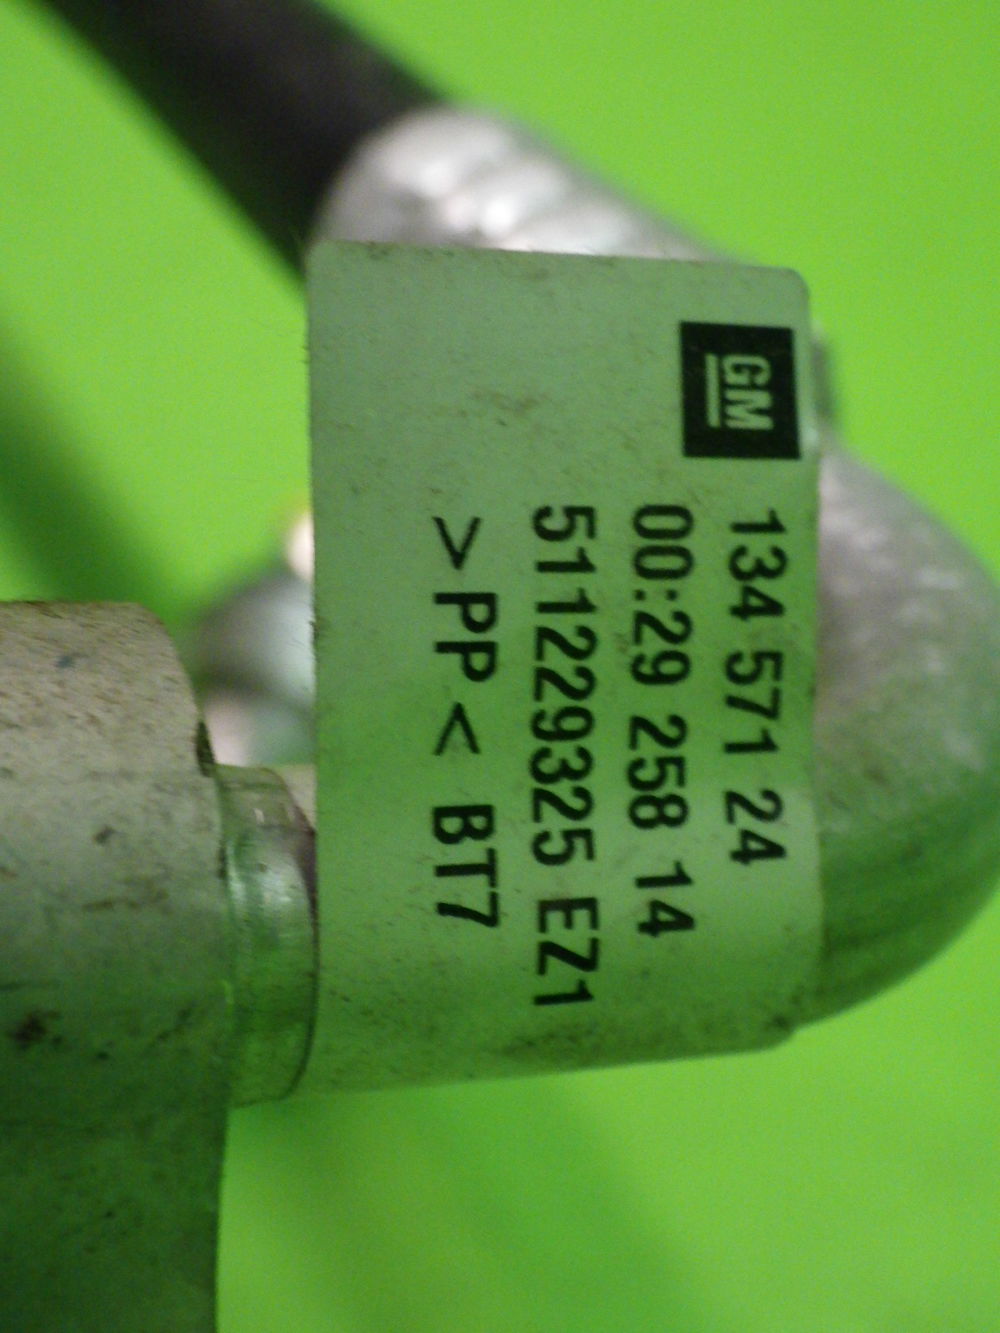 GM
134 571 24
00:29 258 14
511229325 EZ1
>PP< BT7